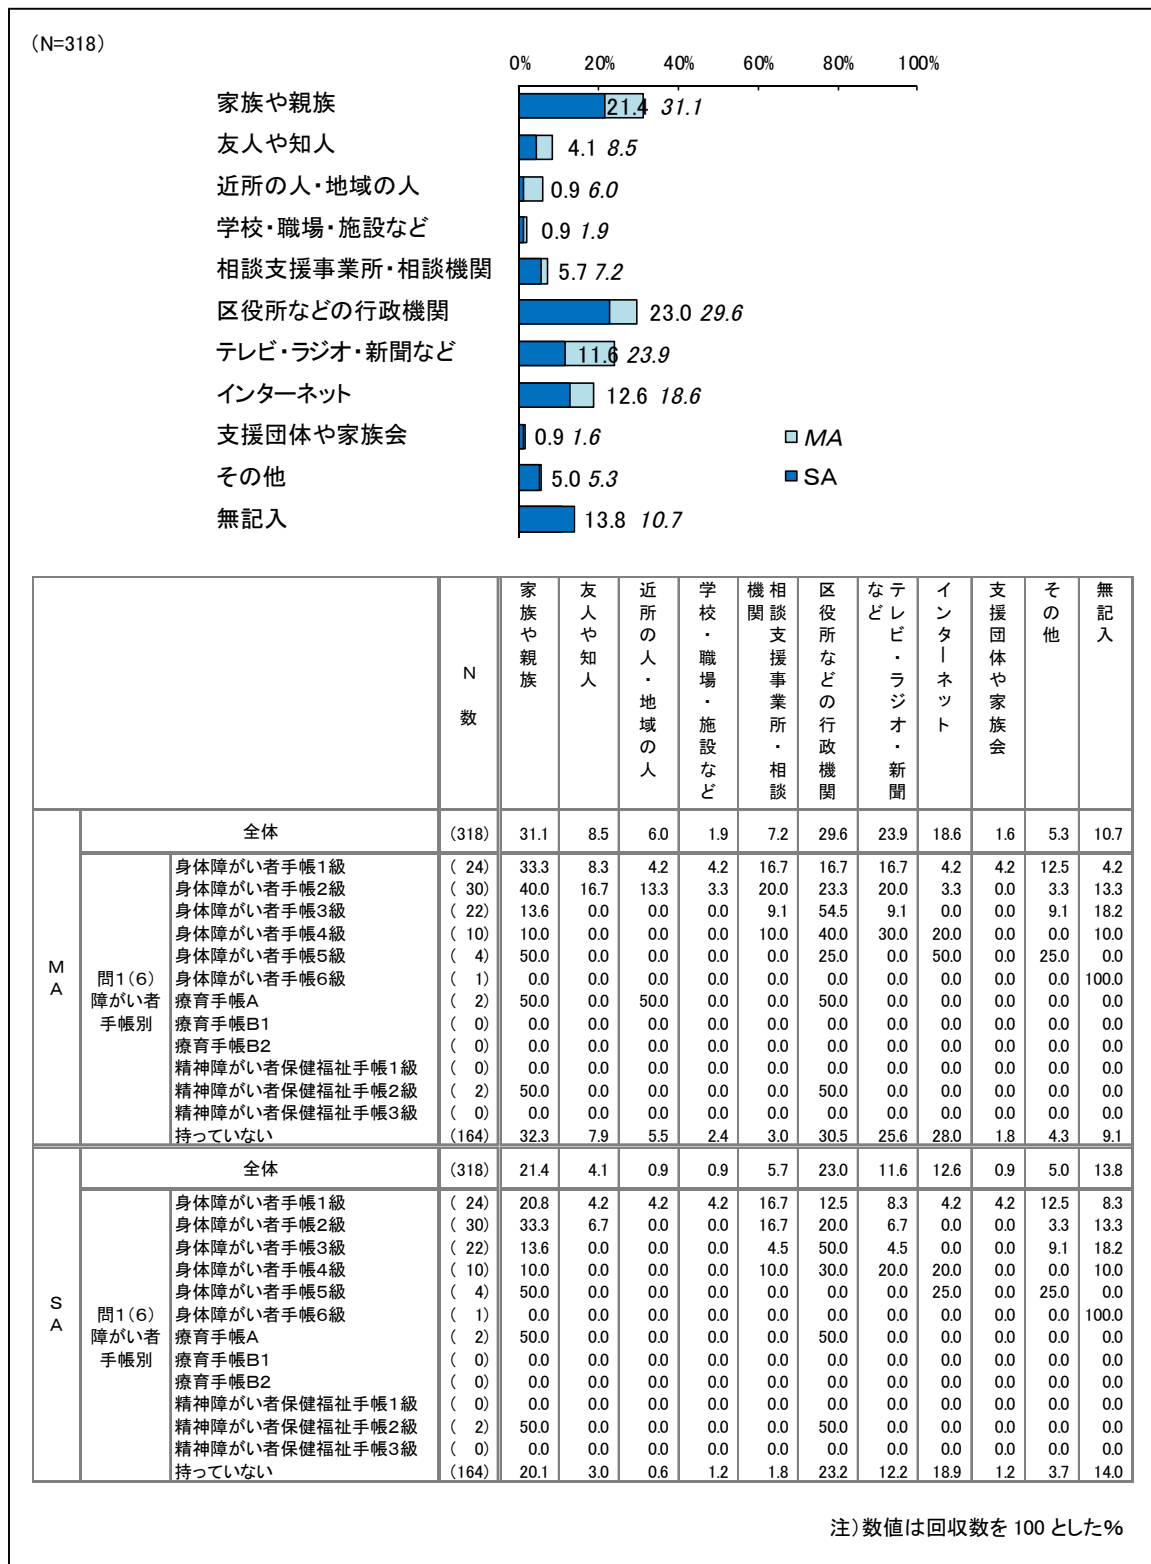 (N=318)
0% 20% 40% 60% 80% 100%
家族や親族 21.4 31.1
友人や知人 4.1 8.5
近所の人・地域の人 0.9 6.0
学校・職場・施設など 0.9 1.9
相談支援事業所・相談機関 5.7 7.2
区役所などの行政機関 23.0 29.6
テレビ・ラジオ・新聞など 11.6 23.9
インターネット 12.6 18.6
支援団体や家族会 0.9 1.6
MA
その他 5.0 5.3
SA
無記入 13.8 10.7
N数 家族や親族 友人や知人 近所の人・地域の人 学校・職場・施設など 相談支援事業所・相談機関 区役所などの行政機関 テレビ・ラジオ・新聞など インターネット 支援団体や家族会 その他 無記入
MA
全体 (318) 31.1 8.5 6.0 1.9 7.2 29.6 23.9 18.6 1.6 5.3 10.7
問1(6)障がい者手帳別
身体障がい者手帳1級 ( 24) 33.3 8.3 4.2 4.2 16.7 16.7 16.7 4.2 4.2 12.5 4.2
身体障がい者手帳2級 ( 30) 40.0 16.7 13.3 3.3 20.0 23.3 20.0 3.3 0.0 3.3 13.3
身体障がい者手帳3級 ( 22) 13.6 0.0 0.0 0.0 9.1 54.5 9.1 0.0 0.0 9.1 18.2
身体障がい者手帳4級 ( 10) 10.0 0.0 0.0 0.0 10.0 40.0 30.0 20.0 0.0 0.0 10.0
身体障がい者手帳5級 ( 4) 50.0 0.0 0.0 0.0 0.0 25.0 0.0 50.0 0.0 25.0 0.0
身体障がい者手帳6級 ( 1) 0.0 0.0 0.0 0.0 0.0 0.0 0.0 0.0 0.0 0.0 100.0
療育手帳A ( 2) 50.0 0.0 50.0 0.0 0.0 50.0 0.0 0.0 0.0 0.0 0.0
療育手帳B1 ( 0) 0.0 0.0 0.0 0.0 0.0 0.0 0.0 0.0 0.0 0.0 0.0
療育手帳B2 ( 0) 0.0 0.0 0.0 0.0 0.0 0.0 0.0 0.0 0.0 0.0 0.0
精神障がい者保健福祉手帳1級 ( 0) 0.0 0.0 0.0 0.0 0.0 0.0 0.0 0.0 0.0 0.0 0.0
精神障がい者保健福祉手帳2級 ( 2) 50.0 0.0 0.0 0.0 0.0 50.0 0.0 0.0 0.0 0.0 0.0
精神障がい者保健福祉手帳3級 ( 0) 0.0 0.0 0.0 0.0 0.0 0.0 0.0 0.0 0.0 0.0 0.0
持っていない (164) 32.3 7.9 5.5 2.4 3.0 30.5 25.6 28.0 1.8 4.3 9.1
SA
全体 (318) 21.4 4.1 0.9 0.9 5.7 23.0 11.6 12.6 0.9 5.0 13.8
問1(6)障がい者手帳別
身体障がい者手帳1級 ( 24) 20.8 4.2 4.2 4.2 16.7 12.5 8.3 4.2 4.2 12.5 8.3
身体障がい者手帳2級 ( 30) 33.3 6.7 0.0 0.0 16.7 20.0 6.7 0.0 0.0 3.3 13.3
身体障がい者手帳3級 ( 22) 13.6 0.0 0.0 0.0 4.5 50.0 4.5 0.0 0.0 9.1 18.2
身体障がい者手帳4級 ( 10) 10.0 0.0 0.0 0.0 10.0 30.0 20.0 20.0 0.0 0.0 10.0
身体障がい者手帳5級 ( 4) 50.0 0.0 0.0 0.0 0.0 0.0 0.0 25.0 0.0 25.0 0.0
身体障がい者手帳6級 ( 1) 0.0 0.0 0.0 0.0 0.0 0.0 0.0 0.0 0.0 0.0 100.0
療育手帳A ( 2) 50.0 0.0 0.0 0.0 0.0 50.0 0.0 0.0 0.0 0.0 0.0
療育手帳B1 ( 0) 0.0 0.0 0.0 0.0 0.0 0.0 0.0 0.0 0.0 0.0 0.0
療育手帳B2 ( 0) 0.0 0.0 0.0 0.0 0.0 0.0 0.0 0.0 0.0 0.0 0.0
精神障がい者保健福祉手帳1級 ( 0) 0.0 0.0 0.0 0.0 0.0 0.0 0.0 0.0 0.0 0.0 0.0
精神障がい者保健福祉手帳2級 ( 2) 50.0 0.0 0.0 0.0 0.0 50.0 0.0 0.0 0.0 0.0 0.0
精神障がい者保健福祉手帳3級 ( 0) 0.0 0.0 0.0 0.0 0.0 0.0 0.0 0.0 0.0 0.0 0.0
持っていない (164) 20.1 3.0 0.6 1.2 1.8 23.2 12.2 18.9 1.2 3.7 14.0
注)数値は回収数を100とした%